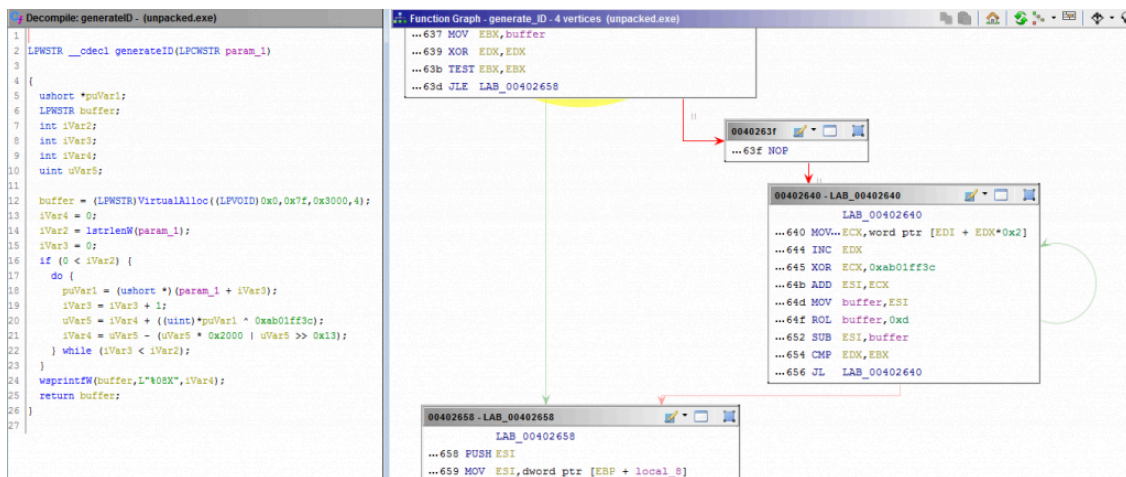 Decompile: generateID - (unpacked.exe)
1
2 LPWSTR __cdecl generateID(LPCWSTR param_1)
3
4 {
5 ushort *puVar1;
6 LPWSTR buffer;
7 int iVar2;
8 int iVar3;
9 int iVar4;
10 uint uVar5;
11
12 buffer = (LPWSTR)VirtualAlloc((LPVOID)0x0,0x7f,0x3000,4);
13 iVar4 = 0;
14 iVar2 = lstrlenW(param_1);
15 iVar3 = 0;
16 if (0 < iVar2) {
17 do {
18 puVar1 = (ushort *)(param_1 + iVar3);
19 iVar3 = iVar3 + 1;
20 uVar5 = iVar4 + ((uint)*puVar1 ^ 0xab01ff3c);
21 iVar4 = uVar5 - (uVar5 * 0x2000 | uVar5 >> 0x13);
22 } while (iVar3 < iVar2);
23 }
24 wsprintfW(buffer,L"%08X",iVar4);
25 return buffer;
26 }
27
Function Graph - generate_ID - 4 vertices (unpacked.exe)
...637 MOV EBX,buffer
...639 XOR EDX,EDX
...63b TEST EBX,EBX
...63d JLE LAB_00402658
0040263f
...63f NOP
00402640 - LAB_00402640
LAB_00402640
...640 MOV... ECX,word ptr [EDI + EDX*0x2]
...644 INC EDX
...645 XOR ECX,0xab01ff3c
...64b ADD ESI,ECX
...64d MOV buffer,ESI
...64f ROL buffer,0xd
...652 SUB ESI,buffer
...654 CMP EDX,EBX
...656 JL LAB_00402640
00402658 - LAB_00402658
LAB_00402658
...658 PUSH ESI
...659 MOV ESI,dword ptr [EBP + local_8]